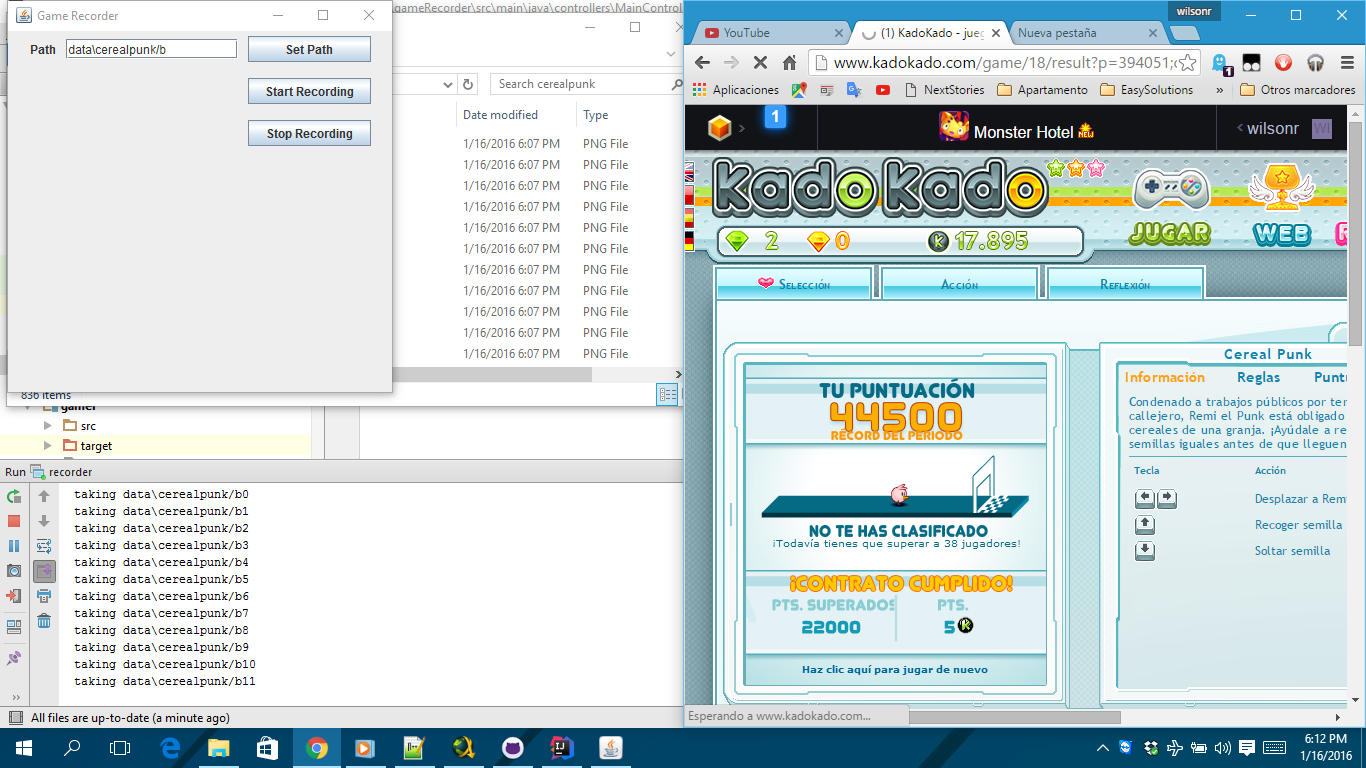 Game Recorder
Path
data\cerealpunk/b
Set Path
Start Recording
Stop Recording
gameRecorder\src\main\java\controllers\MainControl
Search cerealpunk
Date modified
Type
1/16/2016 6:07 PM PNG File
1/16/2016 6:07 PM PNG File
1/16/2016 6:07 PM PNG File
1/16/2016 6:07 PM PNG File
1/16/2016 6:07 PM PNG File
1/16/2016 6:07 PM PNG File
1/16/2016 6:07 PM PNG File
1/16/2016 6:07 PM PNG File
1/16/2016 6:07 PM PNG File
1/16/2016 6:07 PM PNG File
1/16/2016 6:07 PM PNG File
836 items
gamer
src
target
Run recorder
taking data\cerealpunk/b0
taking data\cerealpunk/b1
taking data\cerealpunk/b2
taking data\cerealpunk/b3
taking data\cerealpunk/b4
taking data\cerealpunk/b5
taking data\cerealpunk/b6
taking data\cerealpunk/b7
taking data\cerealpunk/b8
taking data\cerealpunk/b9
taking data\cerealpunk/b10
taking data\cerealpunk/b11
All files are up-to-date (a minute ago)
wilsonr
YouTube
KadoKado - jueg
Nueva pestaña
www.kadokado.com/game/18/result?p=394051;
1
Aplicaciones
NextStories
Apartamento
EasySolutions
»
Otros marcadores
1
Monster Hotel NEW
wilsonr
WI
KadoKado
2
0
K 17.895
JUGAR
WEB
Selección
Acción
Reflexión
TU PUNTUACIÓN
44500
RÉCORD DEL PERIODO
NO TE HAS CLASIFICADO
¡Todavía tienes que superar a 38 jugadores!
¡CONTRATO CUMPLIDO!
PTS. SUPERADOS
PTS.
22000
5 K
Haz clic aquí para jugar de nuevo
Cereal Punk
Información
Reglas
Puntu
Condenado a trabajos públicos por ter
callejero, Remi el Punk está obligado
cereales de una granja. ¡Ayúdale a re
semillas iguales antes de que lleguen
Tecla
Acción
Desplazar a Rem
Recoger semilla
Soltar semilla
Esperando a www.kadokado.com...
6:12 PM
1/16/2016